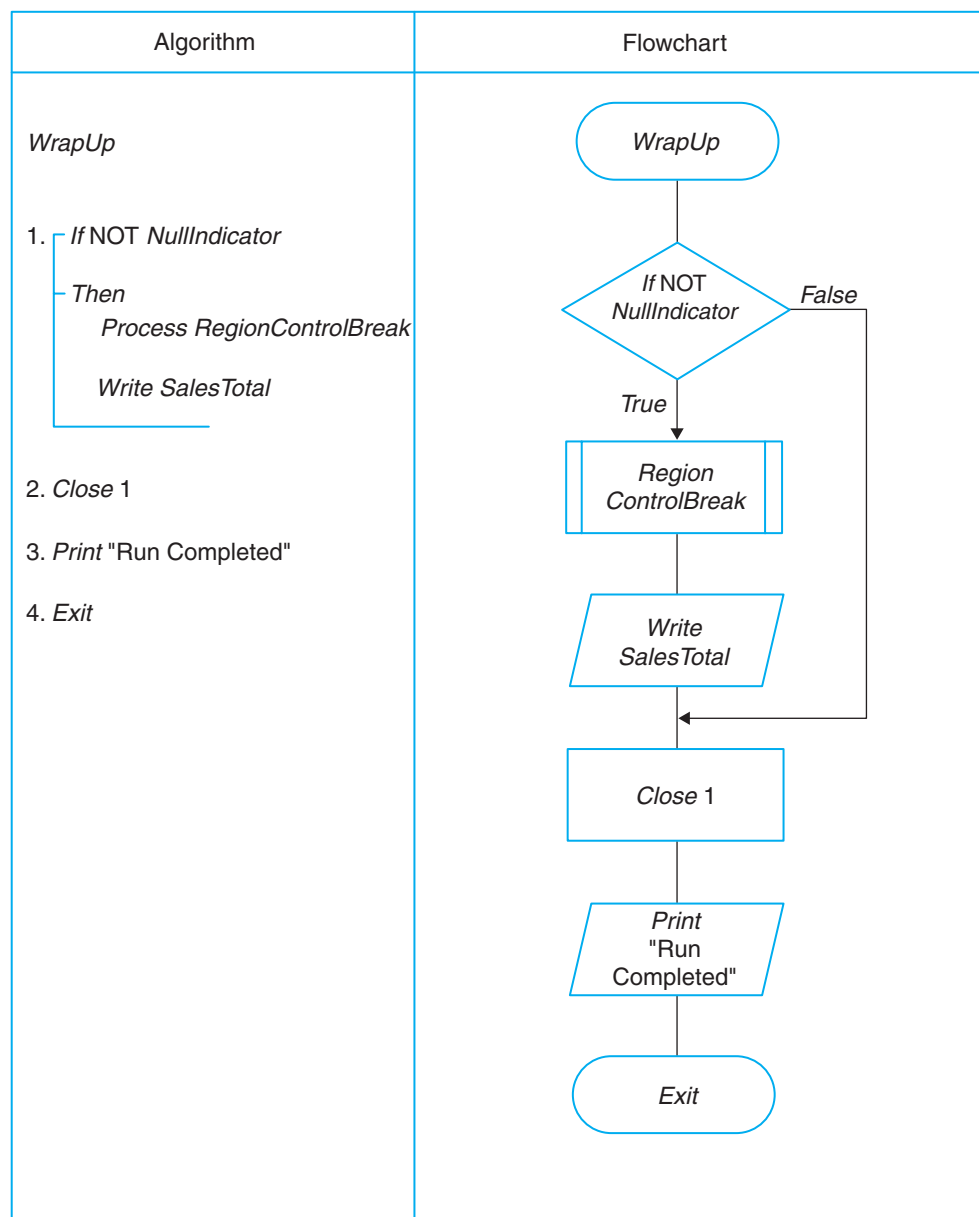 Algorithm
Flowchart
WrapUp
1. If NOT NullIndicator
Then
Process RegionControlBreak
Write SalesTotal
2. Close 1
3. Print "Run Completed"
4. Exit
WrapUp
If NOT
NullIndicator
False
True
Region
ControlBreak
Write
SalesTotal
Close 1
Print
"Run
Completed"
Exit